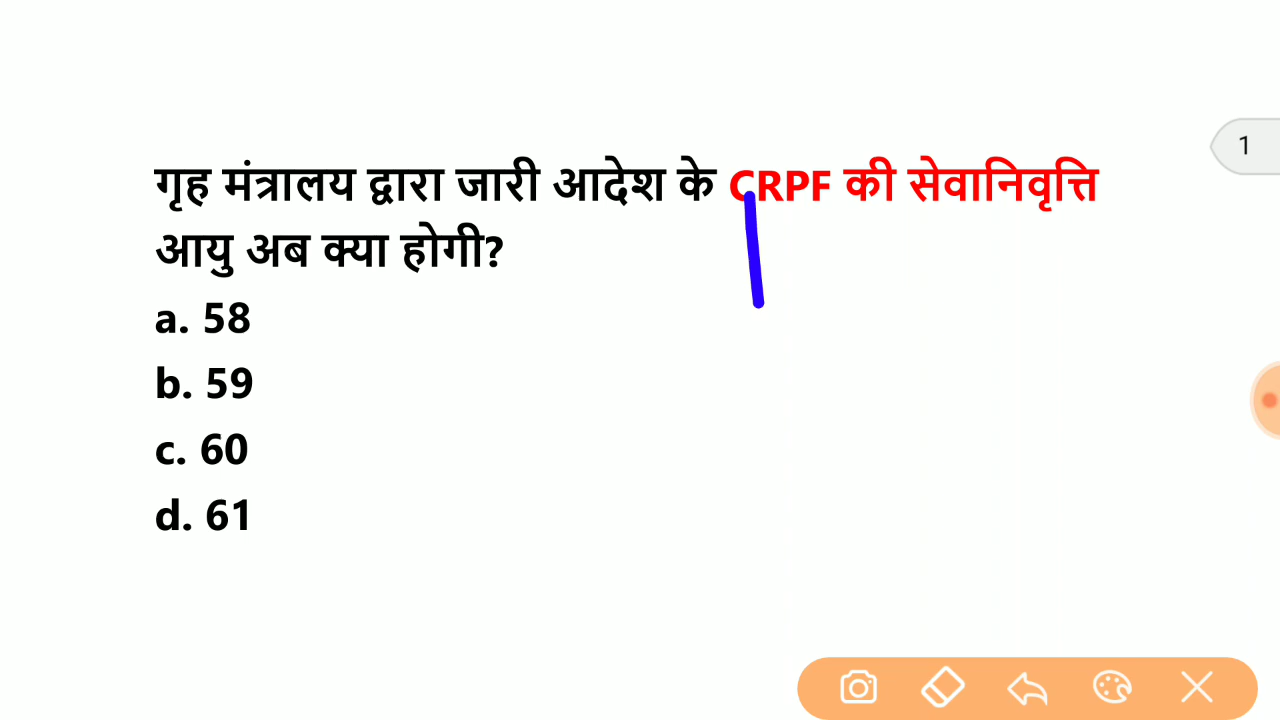 गृह मंत्रालय द्वारा जारी आदेश के CRPF की सेवानिवृत्ति
आयु अब क्या होगी?
a. 58
b. 59
c. 60
d. 61
1